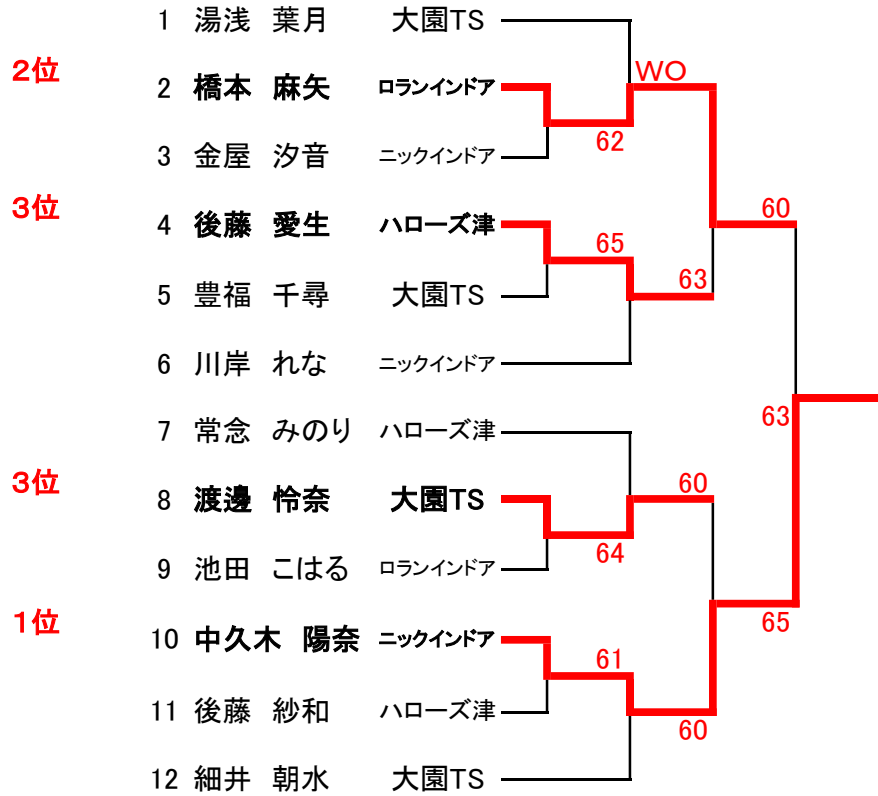 1 湯浅 葉月 大園TS
2位
WO
2 橋本 麻矢 ロランインドア
62
3 金屋 汐音 ニックインドア
3位
60
4 後藤 愛生 ハローズ津
65
63
5 豊福 千尋 大園TS
6 川岸 れな ニックインドア
63
7 常念 みのり ハローズ津
3位
60
8 渡邊 怜奈 大園TS
64
9 池田 こはる ロランインドア
1位
65
10 中久木 陽奈 ニックインドア
61
11 後藤 紗和 ハローズ津
60
12 細井 朝水 大園TS